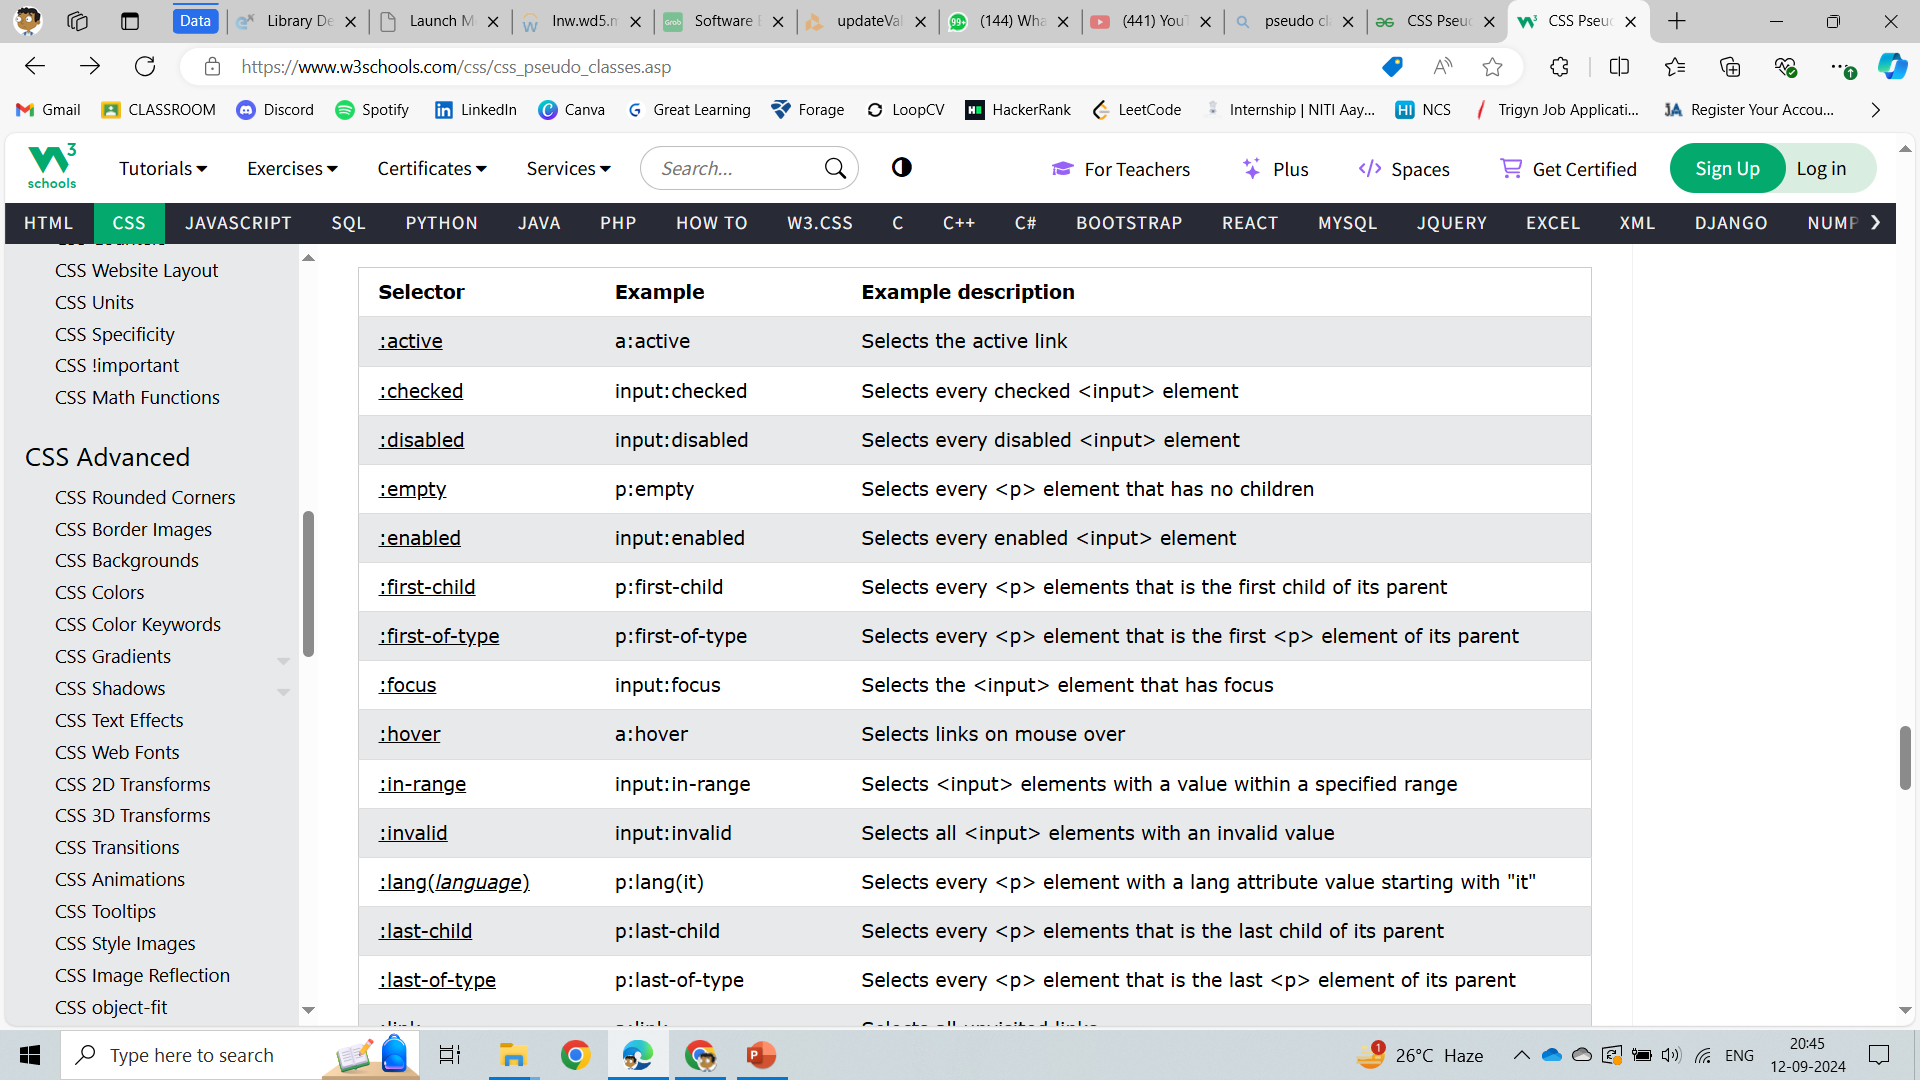 Data
Library De
Launch M
lnw.wd5.m
Software E
updateVal
(144) Wha
(441) YouT
pseudo cl
CSS Pseuc
CSS Pseuc
https://www.w3schools.com/css/css_pseudo_classes.asp
Gmail
CLASSROOM
Discord
Spotify
LinkedIn
Canva
Great Learning
Forage
LoopCV
HackerRank
LeetCode
Internship | NITI Aay...
NCS
Trigyn Job Applicati...
Register Your Accou...
schools
Tutorials
Exercises
Certificates
Services
Search...
For Teachers
Plus
Spaces
Get Certified
Sign Up
Log in
HTML CSS JAVASCRIPT SQL PYTHON JAVA PHP HOW TO W3.CSS C C++ C# BOOTSTRAP REACT MYSQL JQUERY EXCEL XML DJANGO NUMP
CSS Website Layout
CSS Units
CSS Specificity
CSS !important
CSS Math Functions
CSS Advanced
CSS Rounded Corners
CSS Border Images
CSS Backgrounds
CSS Colors
CSS Color Keywords
CSS Gradients
CSS Shadows
CSS Text Effects
CSS Web Fonts
CSS 2D Transforms
CSS 3D Transforms
CSS Transitions
CSS Animations
CSS Tooltips
CSS Style Images
CSS Image Reflection
CSS object-fit
Selector Example Example description
:active a:active Selects the active link
:checked input:checked Selects every checked <input> element
:disabled input:disabled Selects every disabled <input> element
:empty p:empty Selects every <p> element that has no children
:enabled input:enabled Selects every enabled <input> element
:first-child p:first-child Selects every <p> elements that is the first child of its parent
:first-of-type p:first-of-type Selects every <p> element that is the first <p> element of its parent
:focus input:focus Selects the <input> element that has focus
:hover a:hover Selects links on mouse over
:in-range input:in-range Selects <input> elements with a value within a specified range
:invalid input:invalid Selects all <input> elements with an invalid value
:lang(language) p:lang(it) Selects every <p> element with a lang attribute value starting with "it"
:last-child p:last-child Selects every <p> elements that is the last child of its parent
:last-of-type p:last-of-type Selects every <p> element that is the last <p> element of its parent
Type here to search
26°C Haze
ENG
20:45
12-09-2024